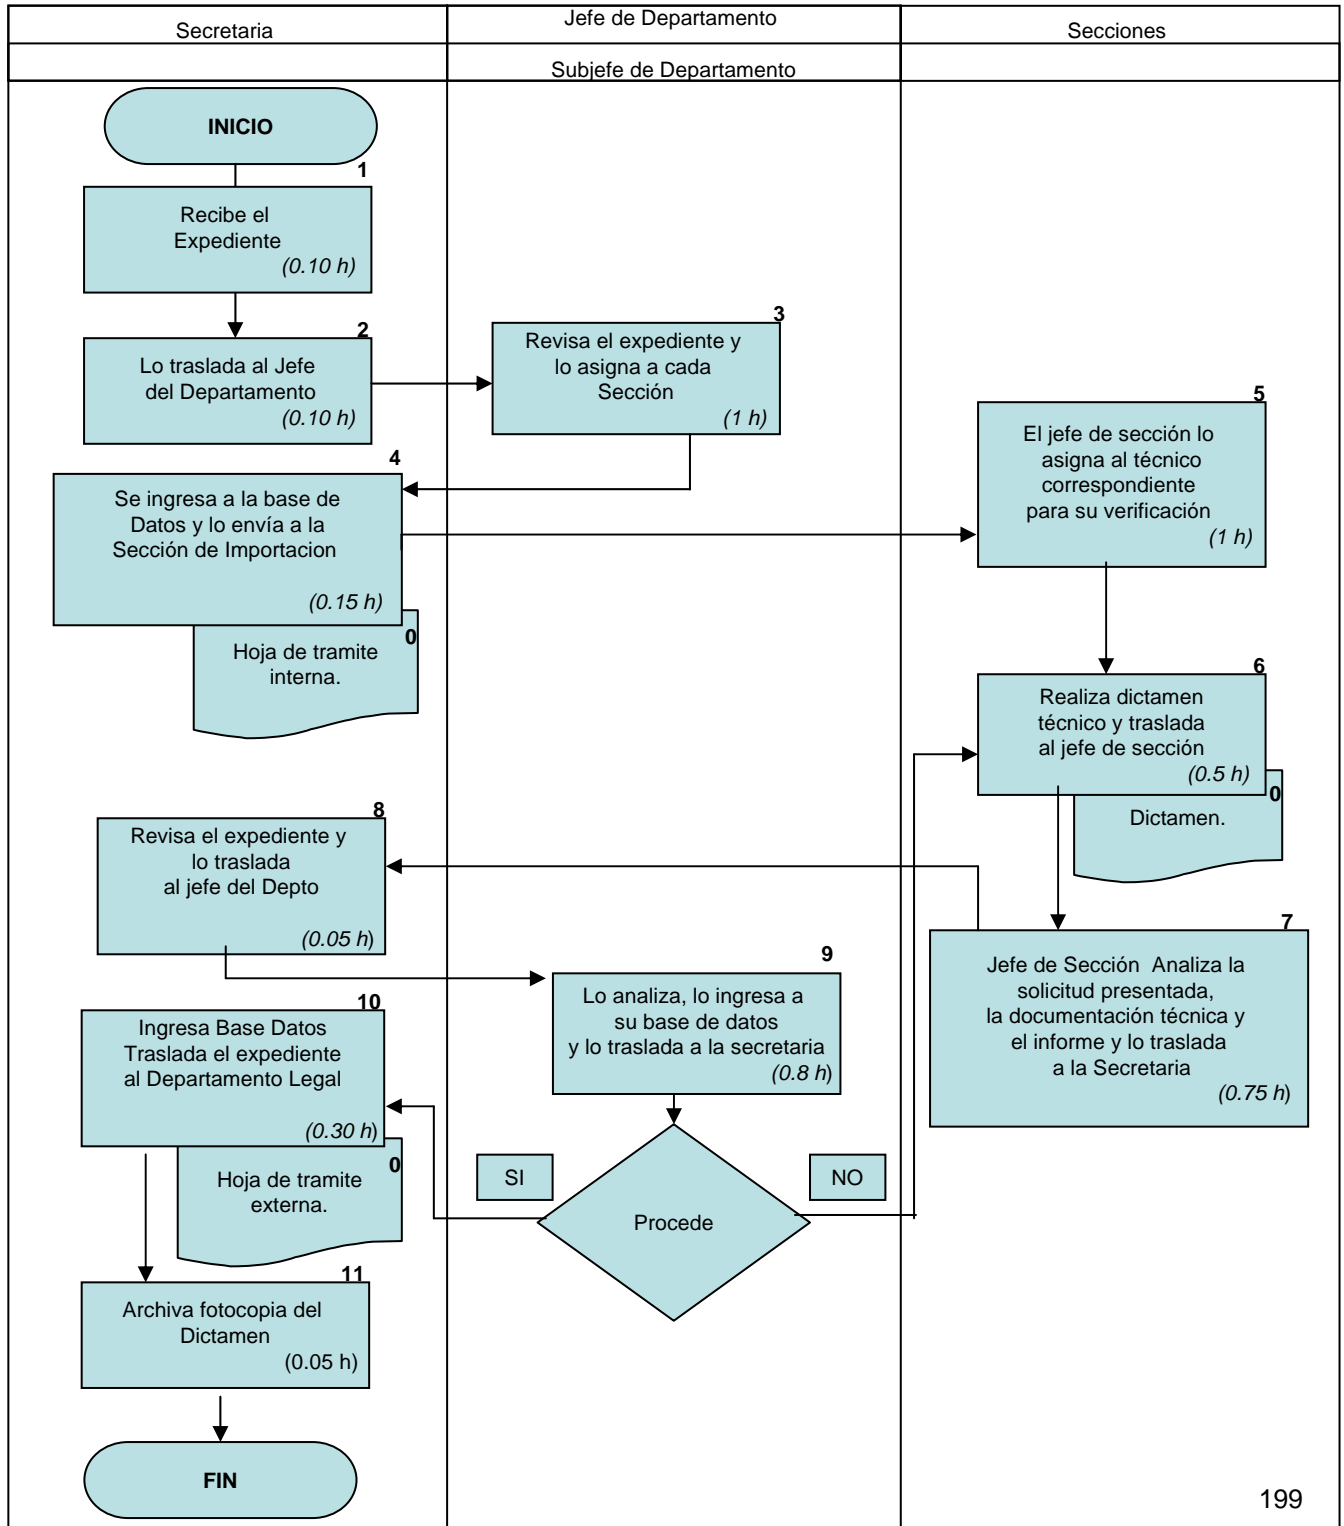 Secretaria
Jefe de Departamento
Secciones
Subjefe de Departamento
INICIO
1
Recibe el
Expediente
(0.10 h)
2
Lo traslada al Jefe
del Departamento
(0.10 h)
3
Revisa el expediente y
lo asigna a cada
Sección
(1 h)
4
Se ingresa a la base de
Datos y lo envía a la
Sección de Importacion
(0.15 h)
0
Hoja de tramite
interna.
5
El jefe de sección lo
asigna al técnico
correspondiente
para su verificación
(1 h)
6
Realiza dictamen
técnico y traslada
al jefe de sección
(0.5 h)
0
Dictamen.
7
Jefe de Sección Analiza la
solicitud presentada,
la documentación técnica y
el informe y lo traslada
a la Secretaria
(0.75 h)
8
Revisa el expediente y
lo traslada
al jefe del Depto
(0.05 h)
9
Lo analiza, lo ingresa a
su base de datos
y lo traslada a la secretaria
(0.8 h)
SI
NO
Procede
10
Ingresa Base Datos
Traslada el expediente
al Departamento Legal
(0.30 h)
0
Hoja de tramite
externa.
11
Archiva fotocopia del
Dictamen
(0.05 h)
FIN
199